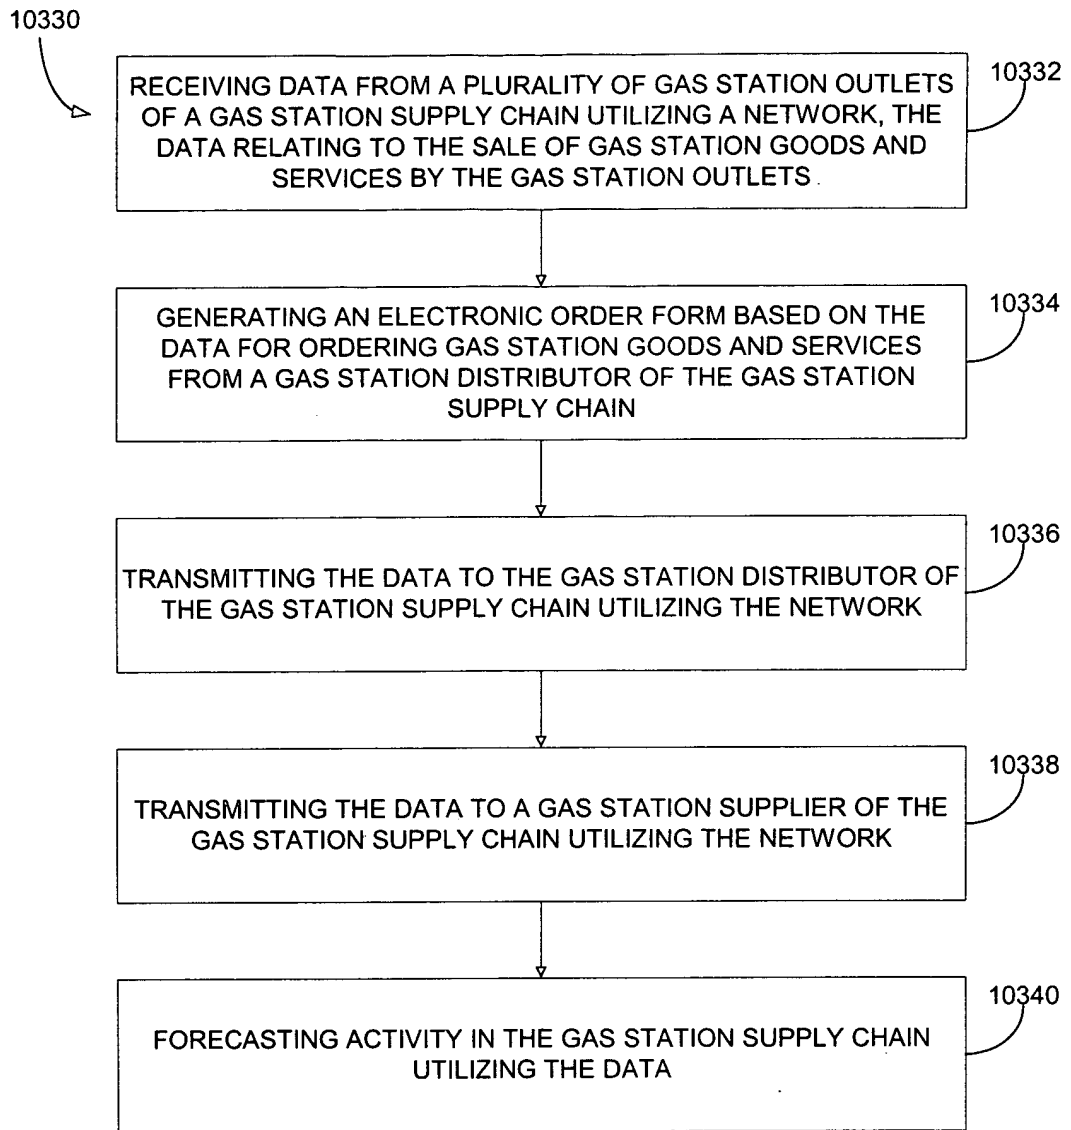 10330
10332
RECEIVING DATA FROM A PLURALITY OF GAS STATION OUTLETS
OF A GAS STATION SUPPLY CHAIN UTILIZING A NETWORK, THE
DATA RELATING TO THE SALE OF GAS STATION GOODS AND
SERVICES BY THE GAS STATION OUTLETS
10334
GENERATING AN ELECTRONIC ORDER FORM BASED ON THE
DATA FOR ORDERING GAS STATION GOODS AND SERVICES
FROM A GAS STATION DISTRIBUTOR OF THE GAS STATION
SUPPLY CHAIN
10336
TRANSMITTING THE DATA TO THE GAS STATION DISTRIBUTOR OF
THE GAS STATION SUPPLY CHAIN UTILIZING THE NETWORK
10338
TRANSMITTING THE DATA TO A GAS STATION SUPPLIER OF THE
GAS STATION SUPPLY CHAIN UTILIZING THE NETWORK
10340
FORECASTING ACTIVITY IN THE GAS STATION SUPPLY CHAIN
UTILIZING THE DATA